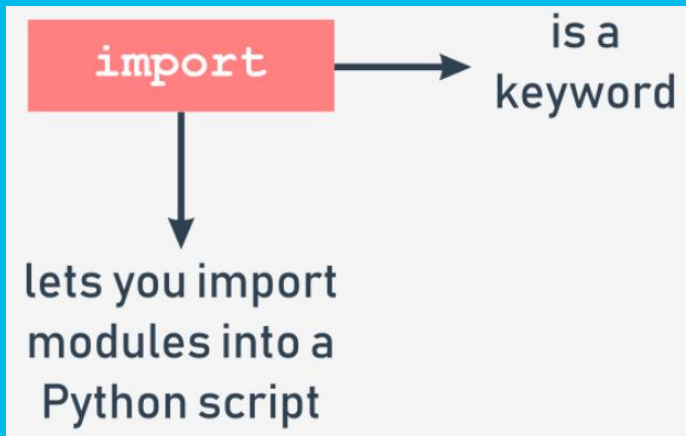 import
is a
keyword
lets you import
modules into a
Python script